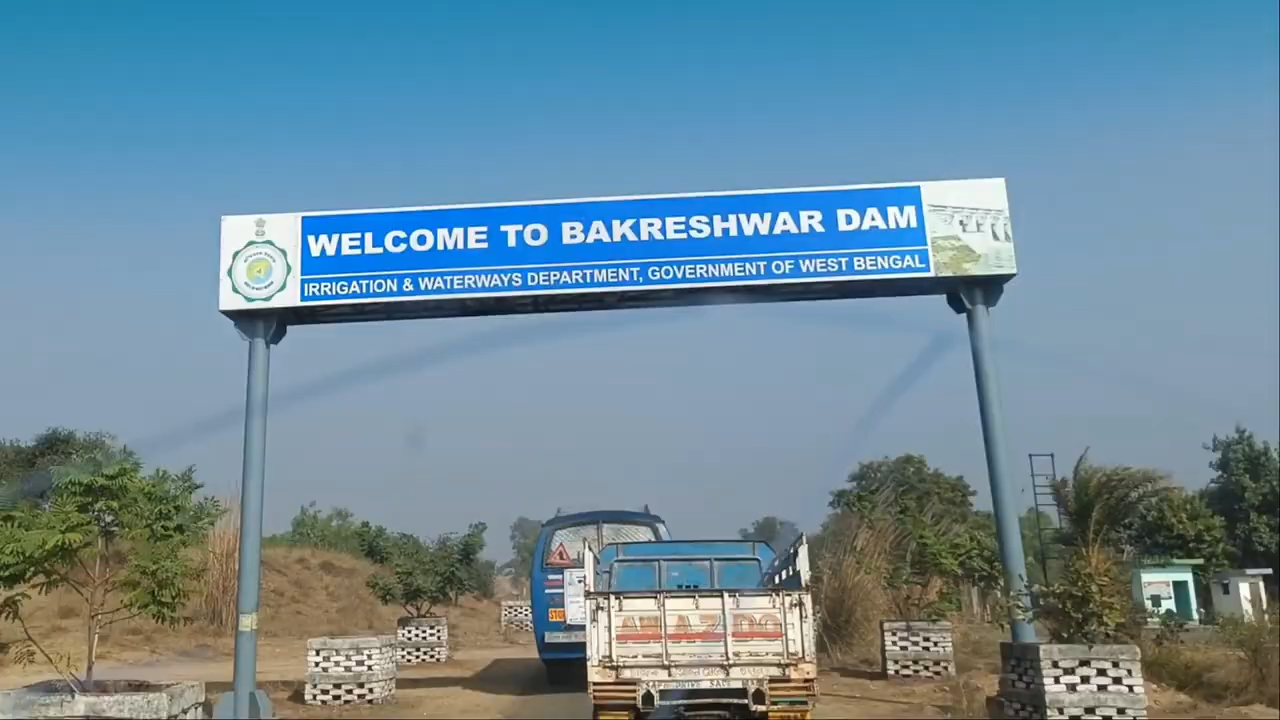 WELCOME TO BAKRESHWAR DAM
IRRIGATION & WATERWAYS DEPARTMENT, GOVERNMENT OF WEST BENGAL